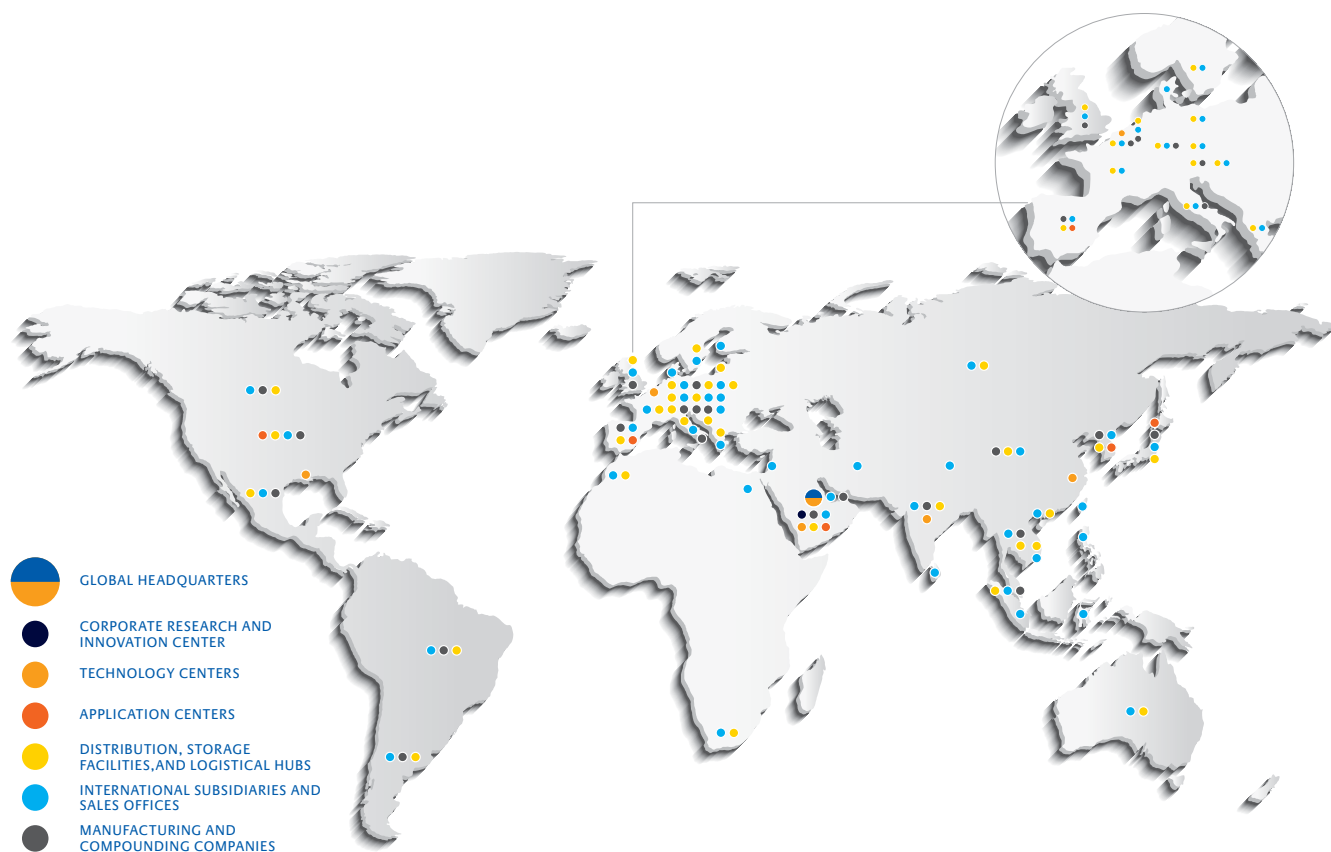 GLOBAL HEADQUARTERS
CORPORATE RESEARCH AND
INNOVATION CENTER
TECHNOLOGY CENTERS
APPLICATION CENTERS
DISTRIBUTION, STORAGE
FACILITIES,AND LOGISTICAL HUBS
INTERNATIONAL SUBSIDIARIES AND
SALES OFFICES
MANUFACTURING AND
COMPOUNDING COMPANIES